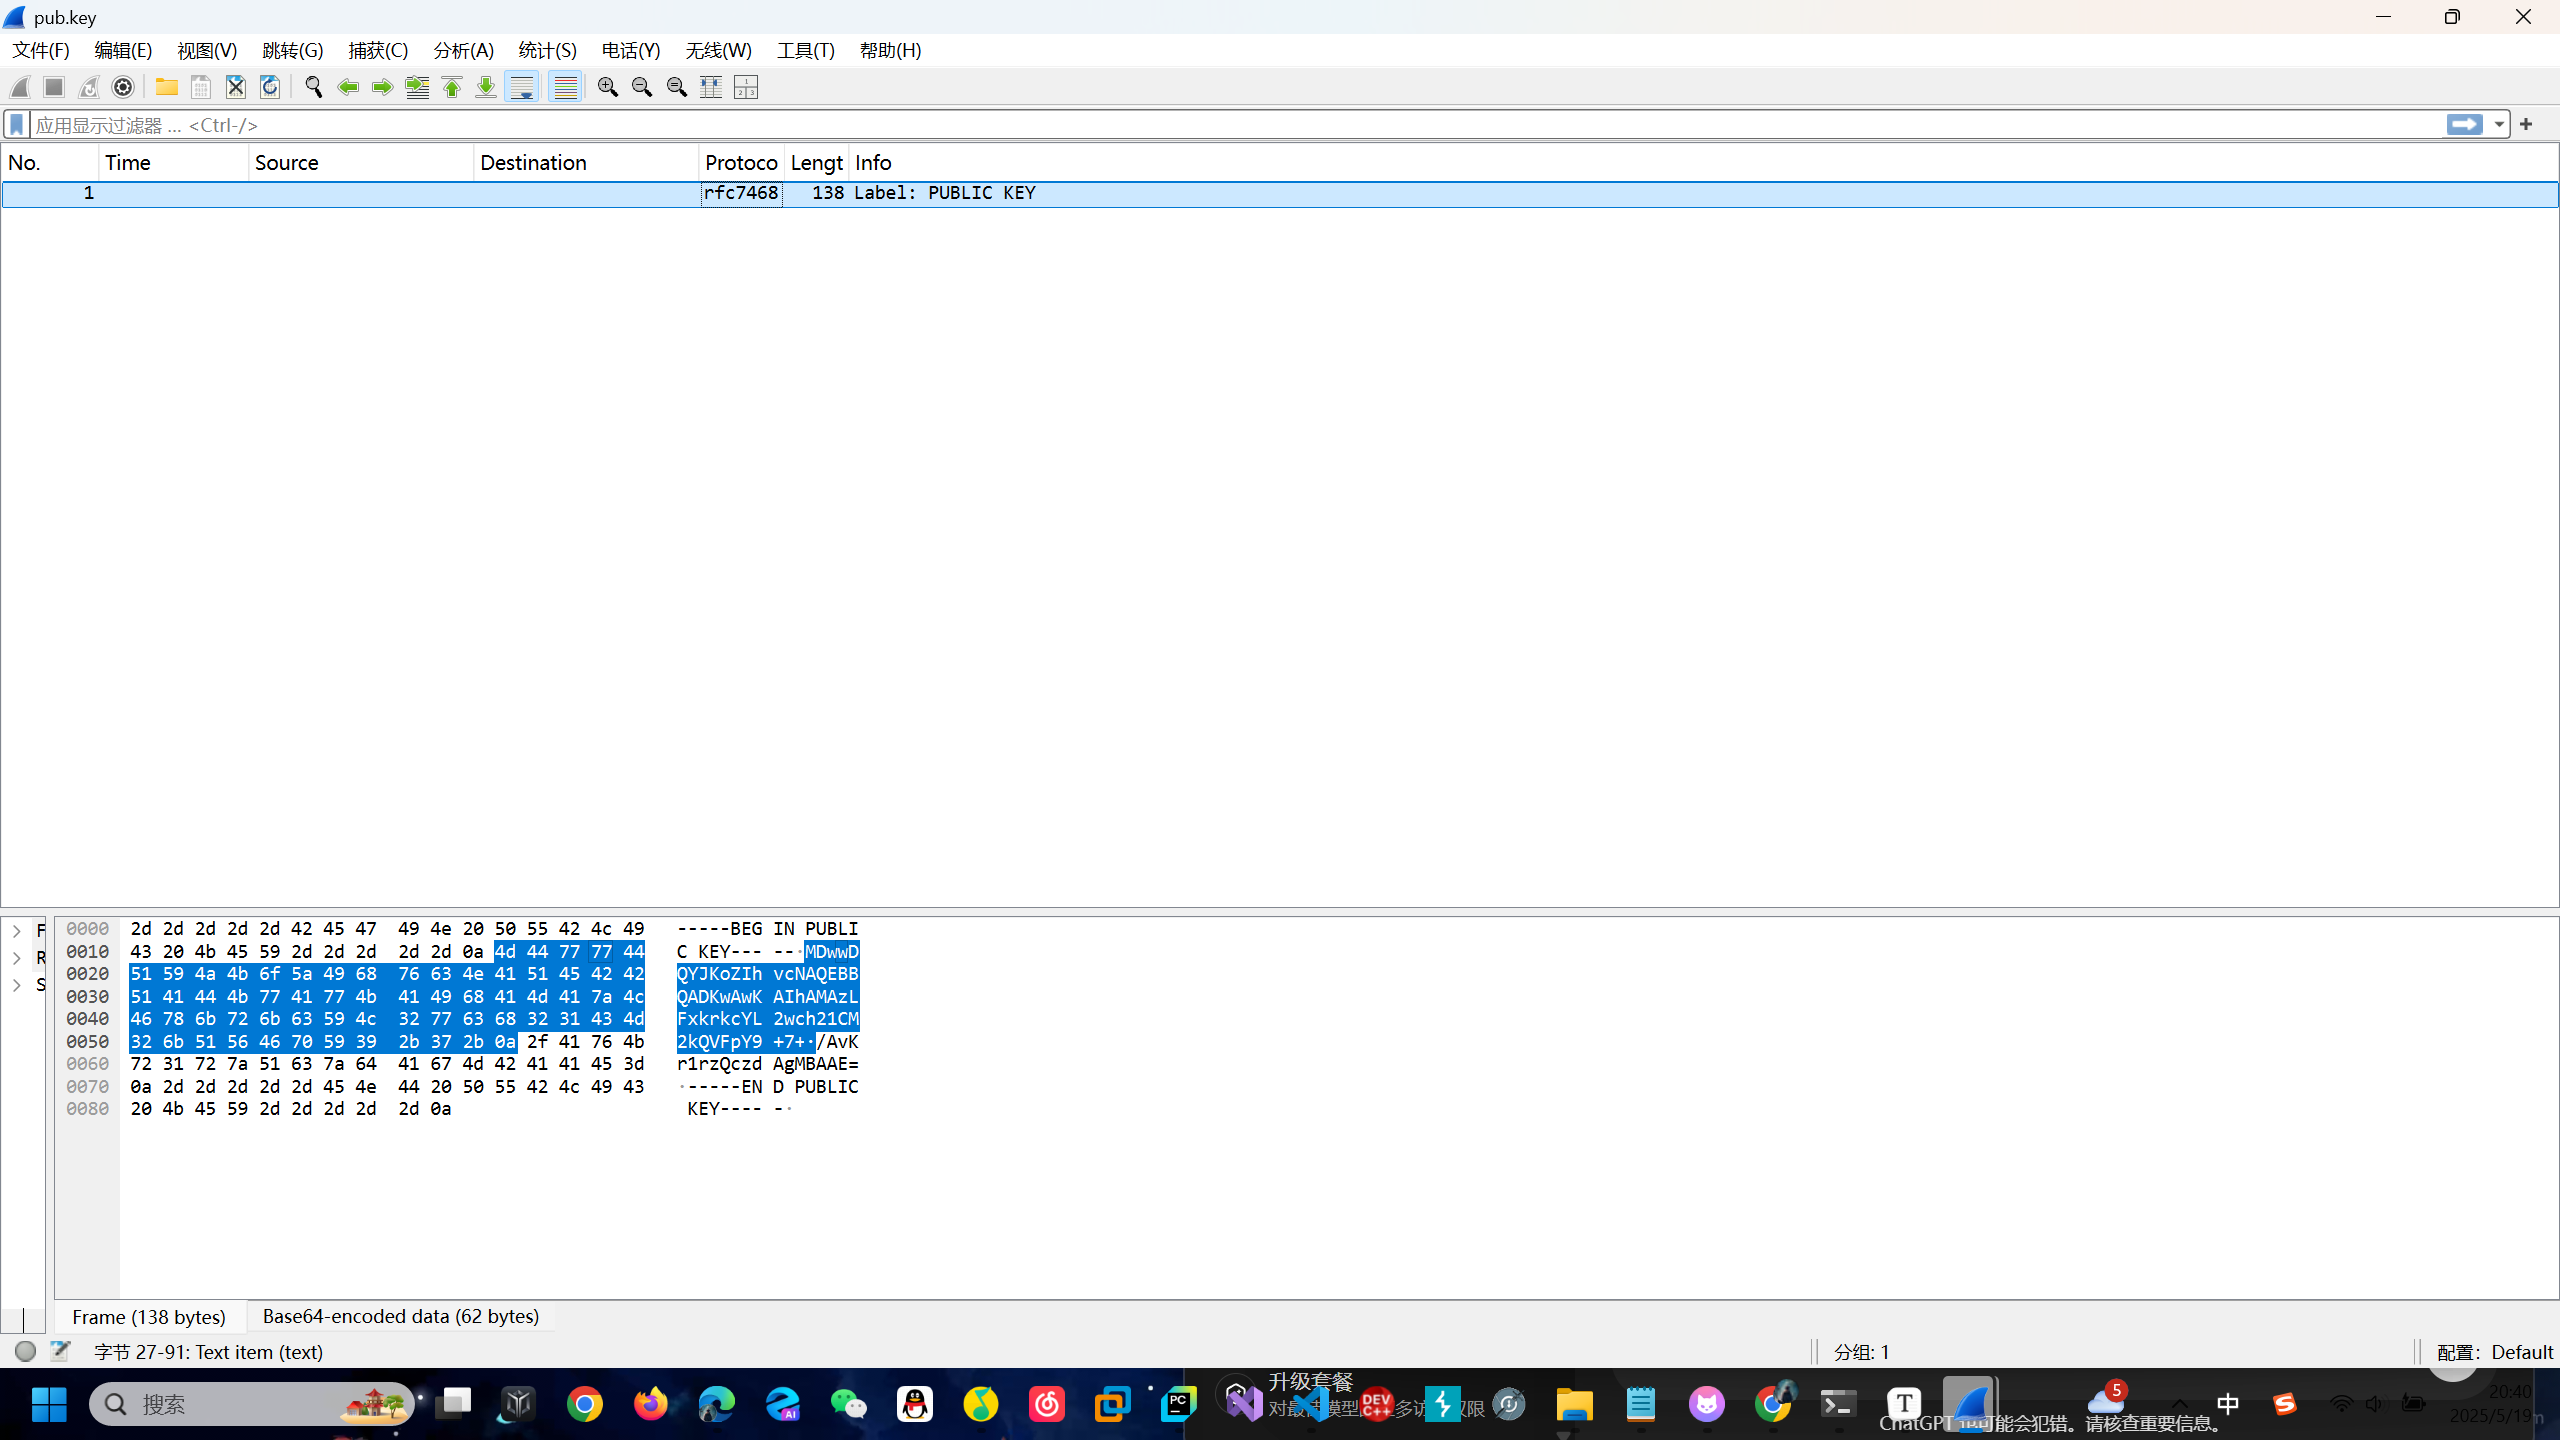 pub.key
文件(F) 编辑(E) 视图(V) 跳转(G) 捕获(C) 分析(A) 统计(S) 电话(Y) 无线(W) 工具(T) 帮助(H)
应用显示过滤器 … <Ctrl-/>
No. Time Source Destination Protoco Lengt Info
1 rfc7468 138 Label: PUBLIC KEY
F
R
S
0000 2d 2d 2d 2d 2d 42 45 47 49 4e 20 50 55 42 4c 49 -----BEG IN PUBLI
0010 43 20 4b 45 59 2d 2d 2d 2d 2d 0a 4d 44 77 77 44 C KEY--- --·MDwwD
0020 51 59 4a 4b 6f 5a 49 68 76 63 4e 41 51 45 42 42 QYJKoZIh vcNAQEBB
0030 51 41 44 4b 77 41 77 4b 41 49 68 41 4d 41 7a 4c QADKwAwK AIhAMAzL
0040 46 78 6b 72 6b 63 59 4c 32 77 63 68 32 31 43 4d FxkrkcYL 2wch21CM
0050 32 6b 51 56 46 70 59 39 2b 37 2b 0a 2f 41 76 4b 2kQVFpY9 +7+·/AvK
0060 72 31 72 7a 51 63 7a 64 41 67 4d 42 41 41 45 3d r1rzQczd AgMBAAE=
0070 0a 2d 2d 2d 2d 2d 45 4e 44 20 50 55 42 4c 49 43 ·-----EN D PUBLIC
0080 20 4b 45 59 2d 2d 2d 2d 2d 0a KEY---- -·
Frame (138 bytes) Base64-encoded data (62 bytes)
字节 27-91: Text item (text) 分组: 1 配置: Default
搜索
升级套餐
ChatGPT 也可能会犯错。请核查重要信息。
5
中
20:40
2025/5/19